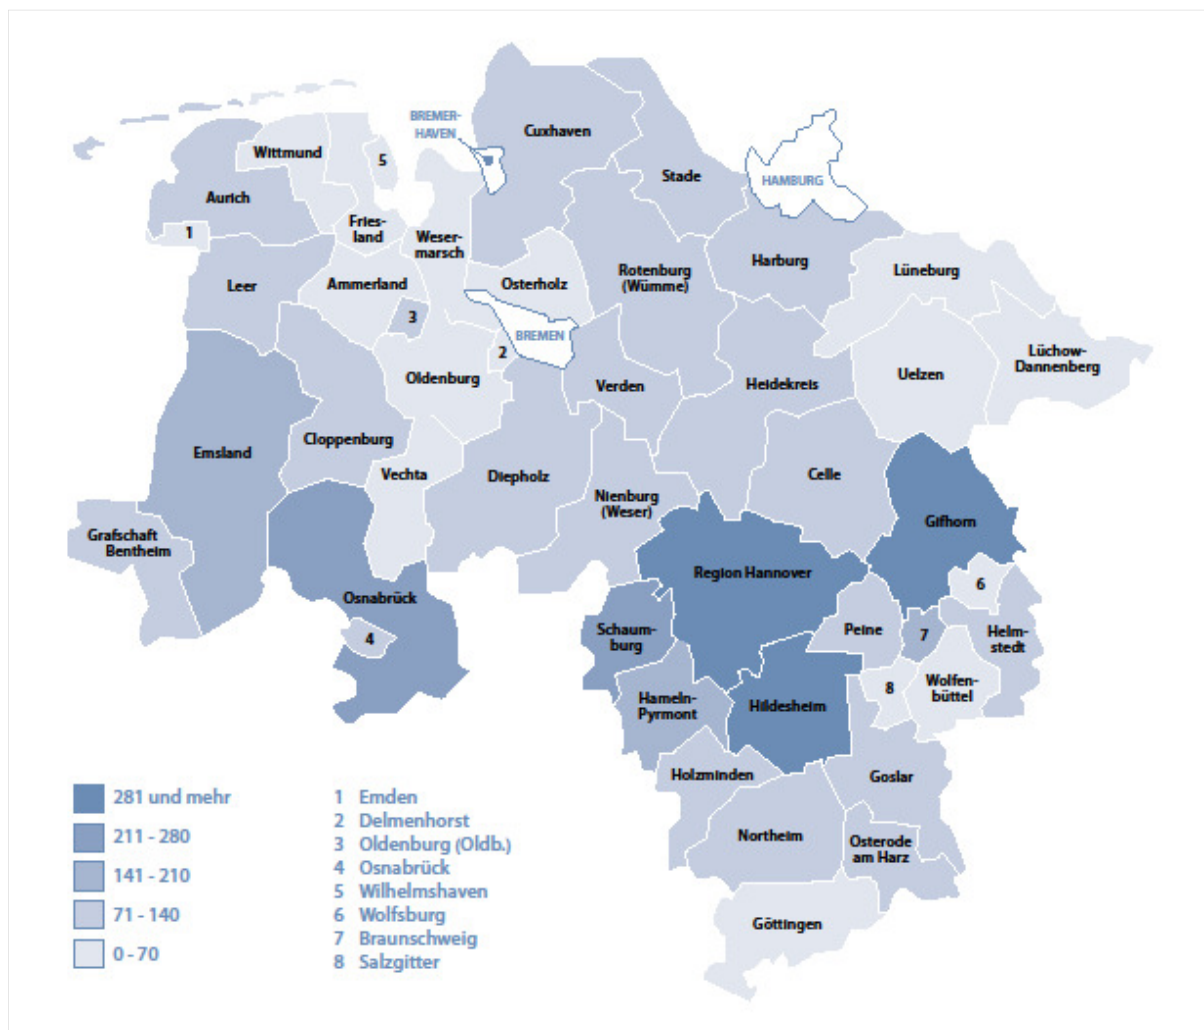 BREMER-
HAVEN
Cuxhaven
Wittmund
5
Stade
HAMBURG
Aurich
1
Fries-
land
Weser-
marsch
Harburg
Lüneburg
Leer
Ammerland
Osterholz
Rotenburg
(Wümme)
3
BREMEN
2
Oldenburg
Verden
Heidekreis
Uelzen
Lüchow-
Dannenberg
Emsland
Cloppenburg
Vechta
Diepholz
Celle
Nienburg
(Weser)
Gifhorn
Grafschaft
Bentheim
Region Hannover
6
Osnabrück
4
Schaum-
burg
Peine
7
Helm-
stedt
Hameln-
Pyrmont
Hildesheim
8
Wolfen-
büttel
Holzminden
Goslar
Northeim
Osterode
am Harz
Göttingen
281 und mehr
211 - 280
141 - 210
71 - 140
0 - 70
1 Emden
2 Delmenhorst
3 Oldenburg (Oldb.)
4 Osnabrück
5 Wilhelmshaven
6 Wolfsburg
7 Braunschweig
8 Salzgitter